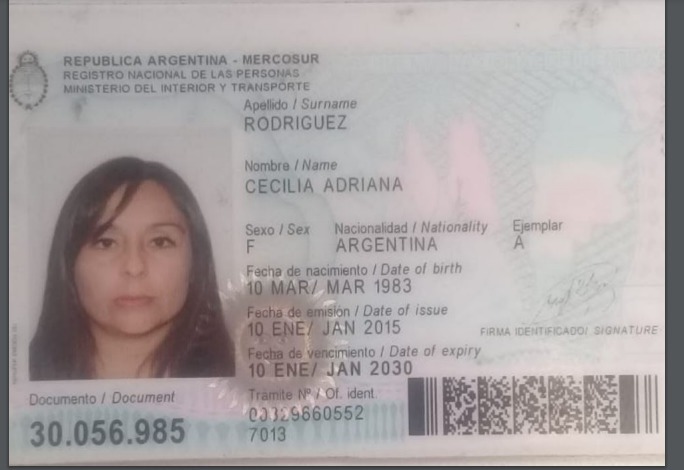 REPUBLICA ARGENTINA - MERCOSUR
REGISTRO NACIONAL DE LAS PERSONAS
MINISTERIO DEL INTERIOR Y TRANSPORTE
Apellido / Surname
RODRIGUEZ
Nombre / Name
CECILIA ADRIANA
Sexo / Sex Nacionalidad / Nationality Ejemplar
F ARGENTINA A
Fecha de nacimiento / Date of birth
10 MAR/ MAR 1983
Fecha de emisión / Date of issue
10 ENE/ JAN 2015
FIRMA IDENTIFICADO/ SIGNATURE
Fecha de vencimiento / Date of expiry
10 ENE/ JAN 2030
Documento / Document
30.056.985
Tramite Nº / Of. ident.
00329660552
7013